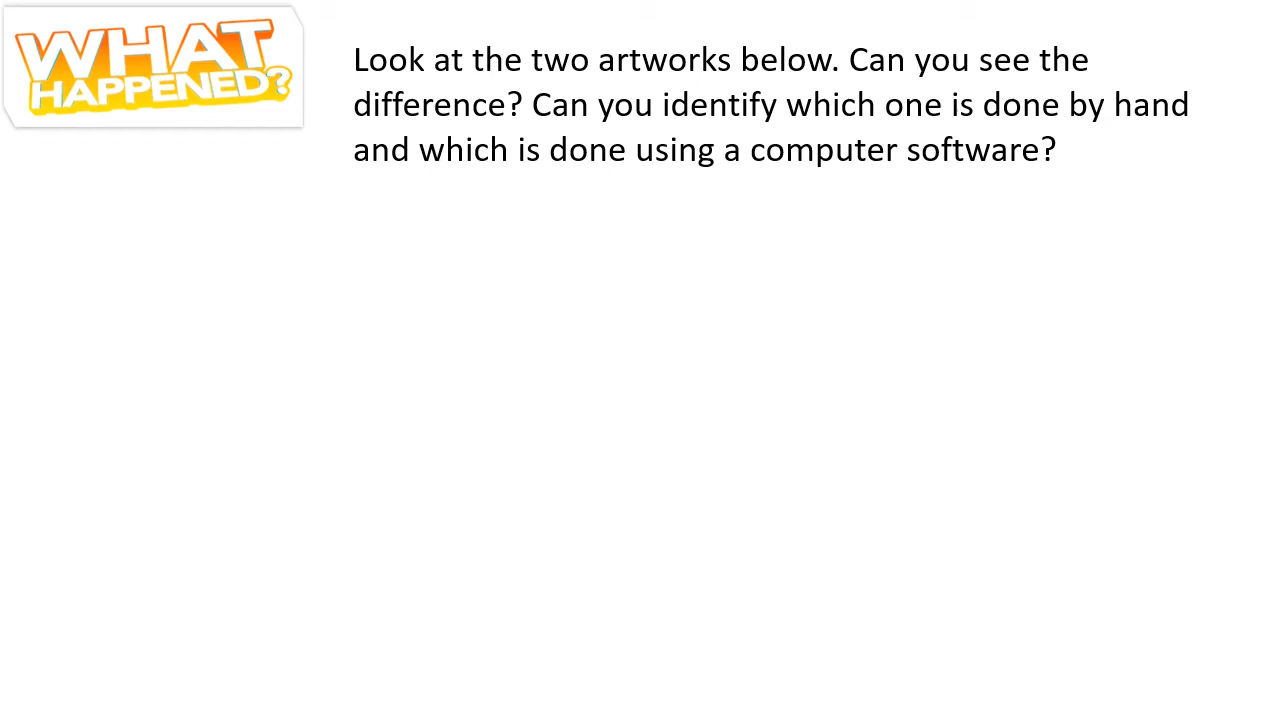 WHAT
HAPPENED?
Look at the two artworks below. Can you see the
difference? Can you identify which one is done by hand
and which is done using a computer software?